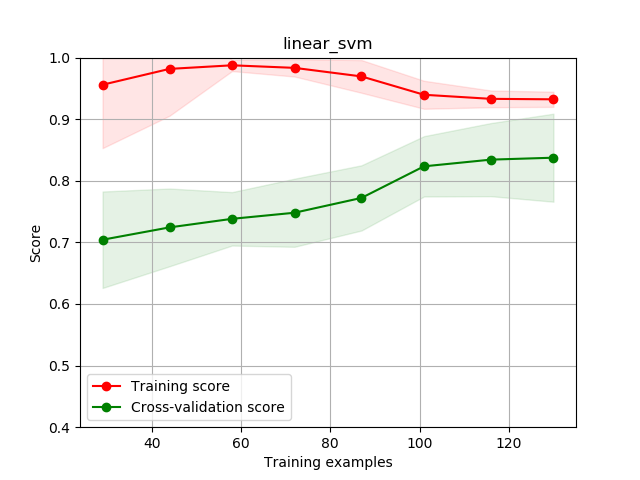 linear_svm
1.0
0.9
0.8
0.7
0.6
0.5
0.4
Score
Training score
Cross-validation score
40 60 80 100 120
Training examples